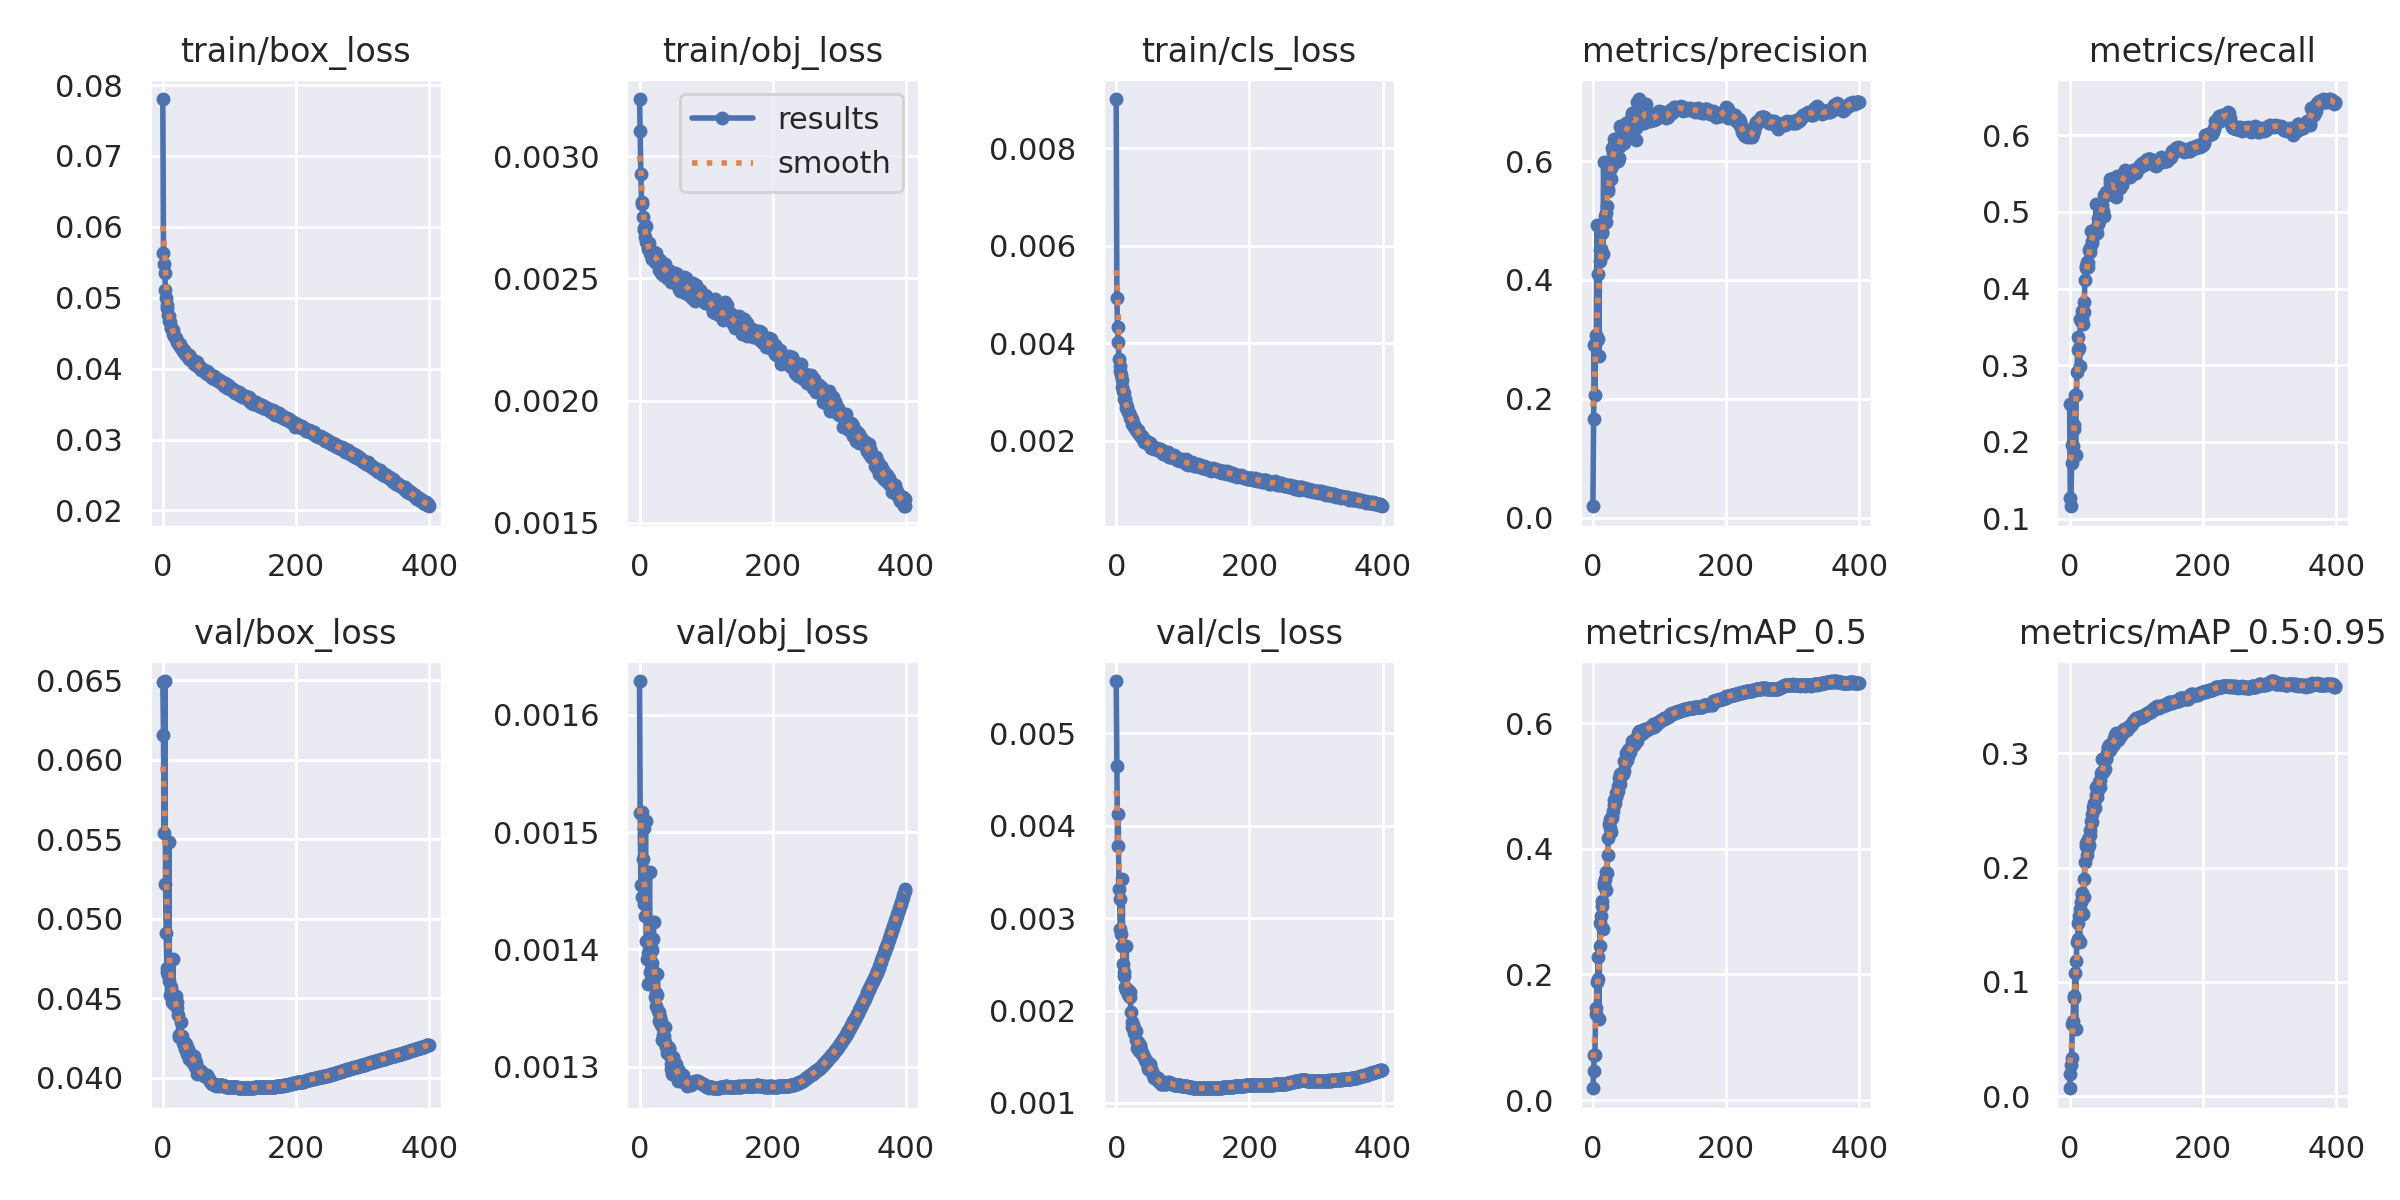 train/box_loss
0.08
0.07
0.06
0.05
0.04
0.03
0.02
0 200 400
train/obj_loss
results
smooth
0.0030
0.0025
0.0020
0.0015
0 200 400
train/cls_loss
0.008
0.006
0.004
0.002
0 200 400
metrics/precision
0.6
0.4
0.2
0.0
0 200 400
metrics/recall
0.6
0.5
0.4
0.3
0.2
0.1
0 200 400
val/box_loss
0.065
0.060
0.055
0.050
0.045
0.040
0 200 400
val/obj_loss
0.0016
0.0015
0.0014
0.0013
0 200 400
val/cls_loss
0.005
0.004
0.003
0.002
0.001
0 200 400
metrics/mAP_0.5
0.6
0.4
0.2
0.0
0 200 400
metrics/mAP_0.5:0.95
0.3
0.2
0.1
0.0
0 200 400